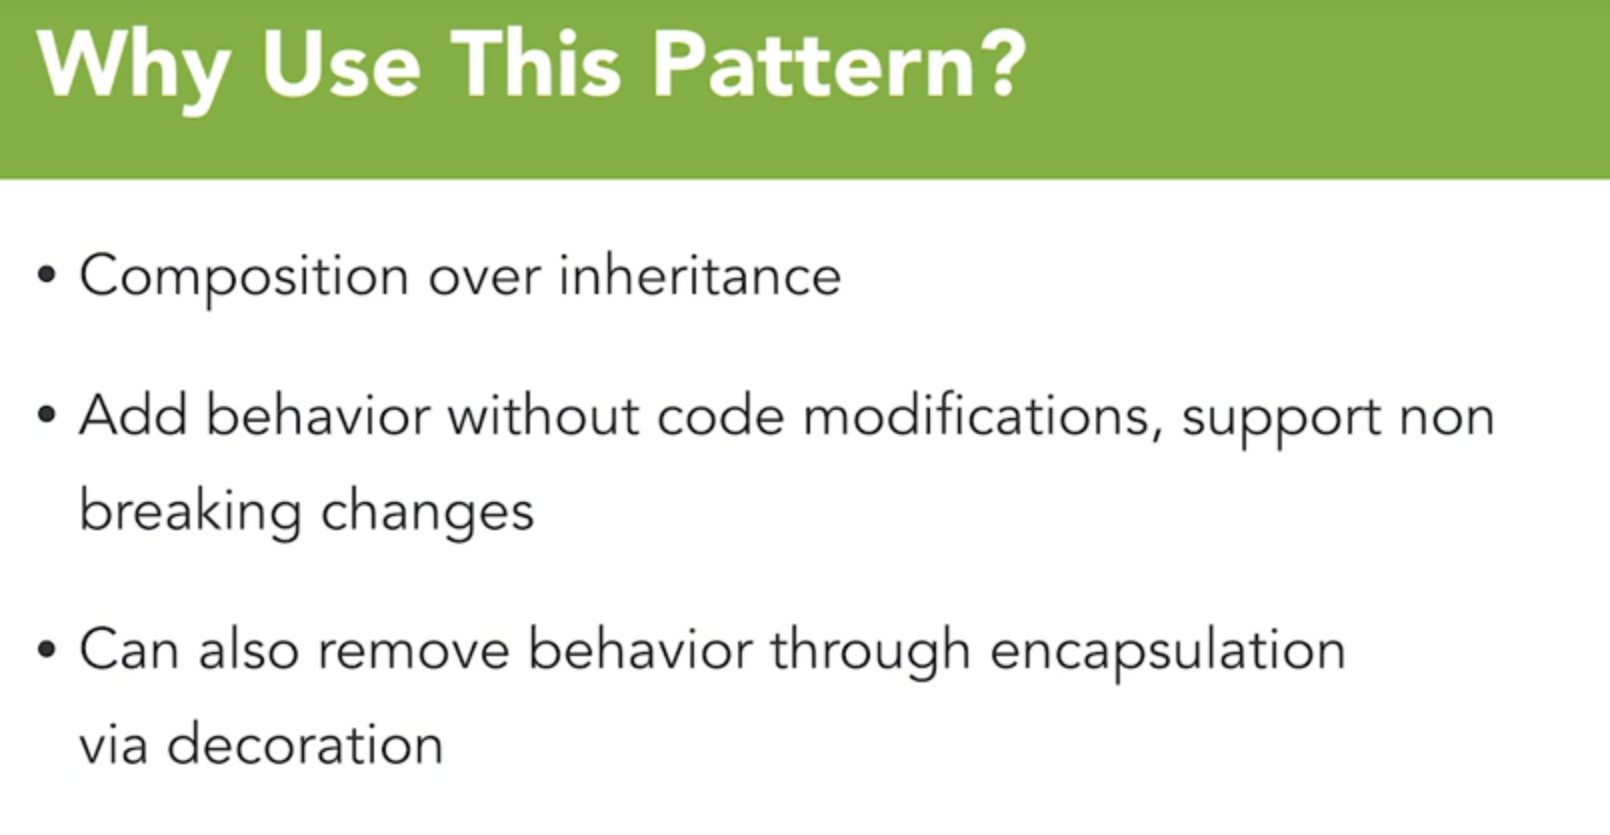 Why Use This Pattern?
• Composition over inheritance
• Add behavior without code modifications, support non
breaking changes
• Can also remove behavior through encapsulation
via decoration